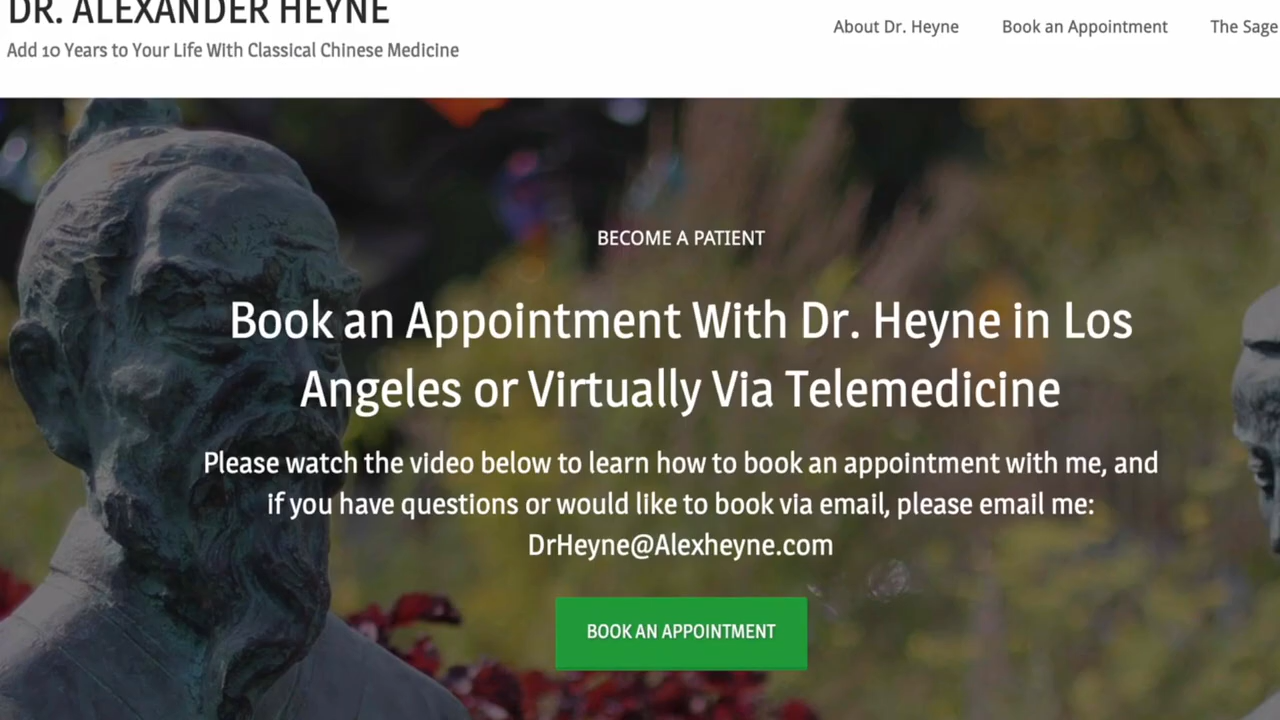 DR. ALEXANDER HEYNE
Add 10 Years to Your Life With Classical Chinese Medicine
About Dr. Heyne
Book an Appointment
The Sage
BECOME A PATIENT
Book an Appointment With Dr. Heyne in Los
Angeles or Virtually Via Telemedicine
Please watch the video below to learn how to book an appointment with me, and
if you have questions or would like to book via email, please email me:
DrHeyne@Alexheyne.com
BOOK AN APPOINTMENT